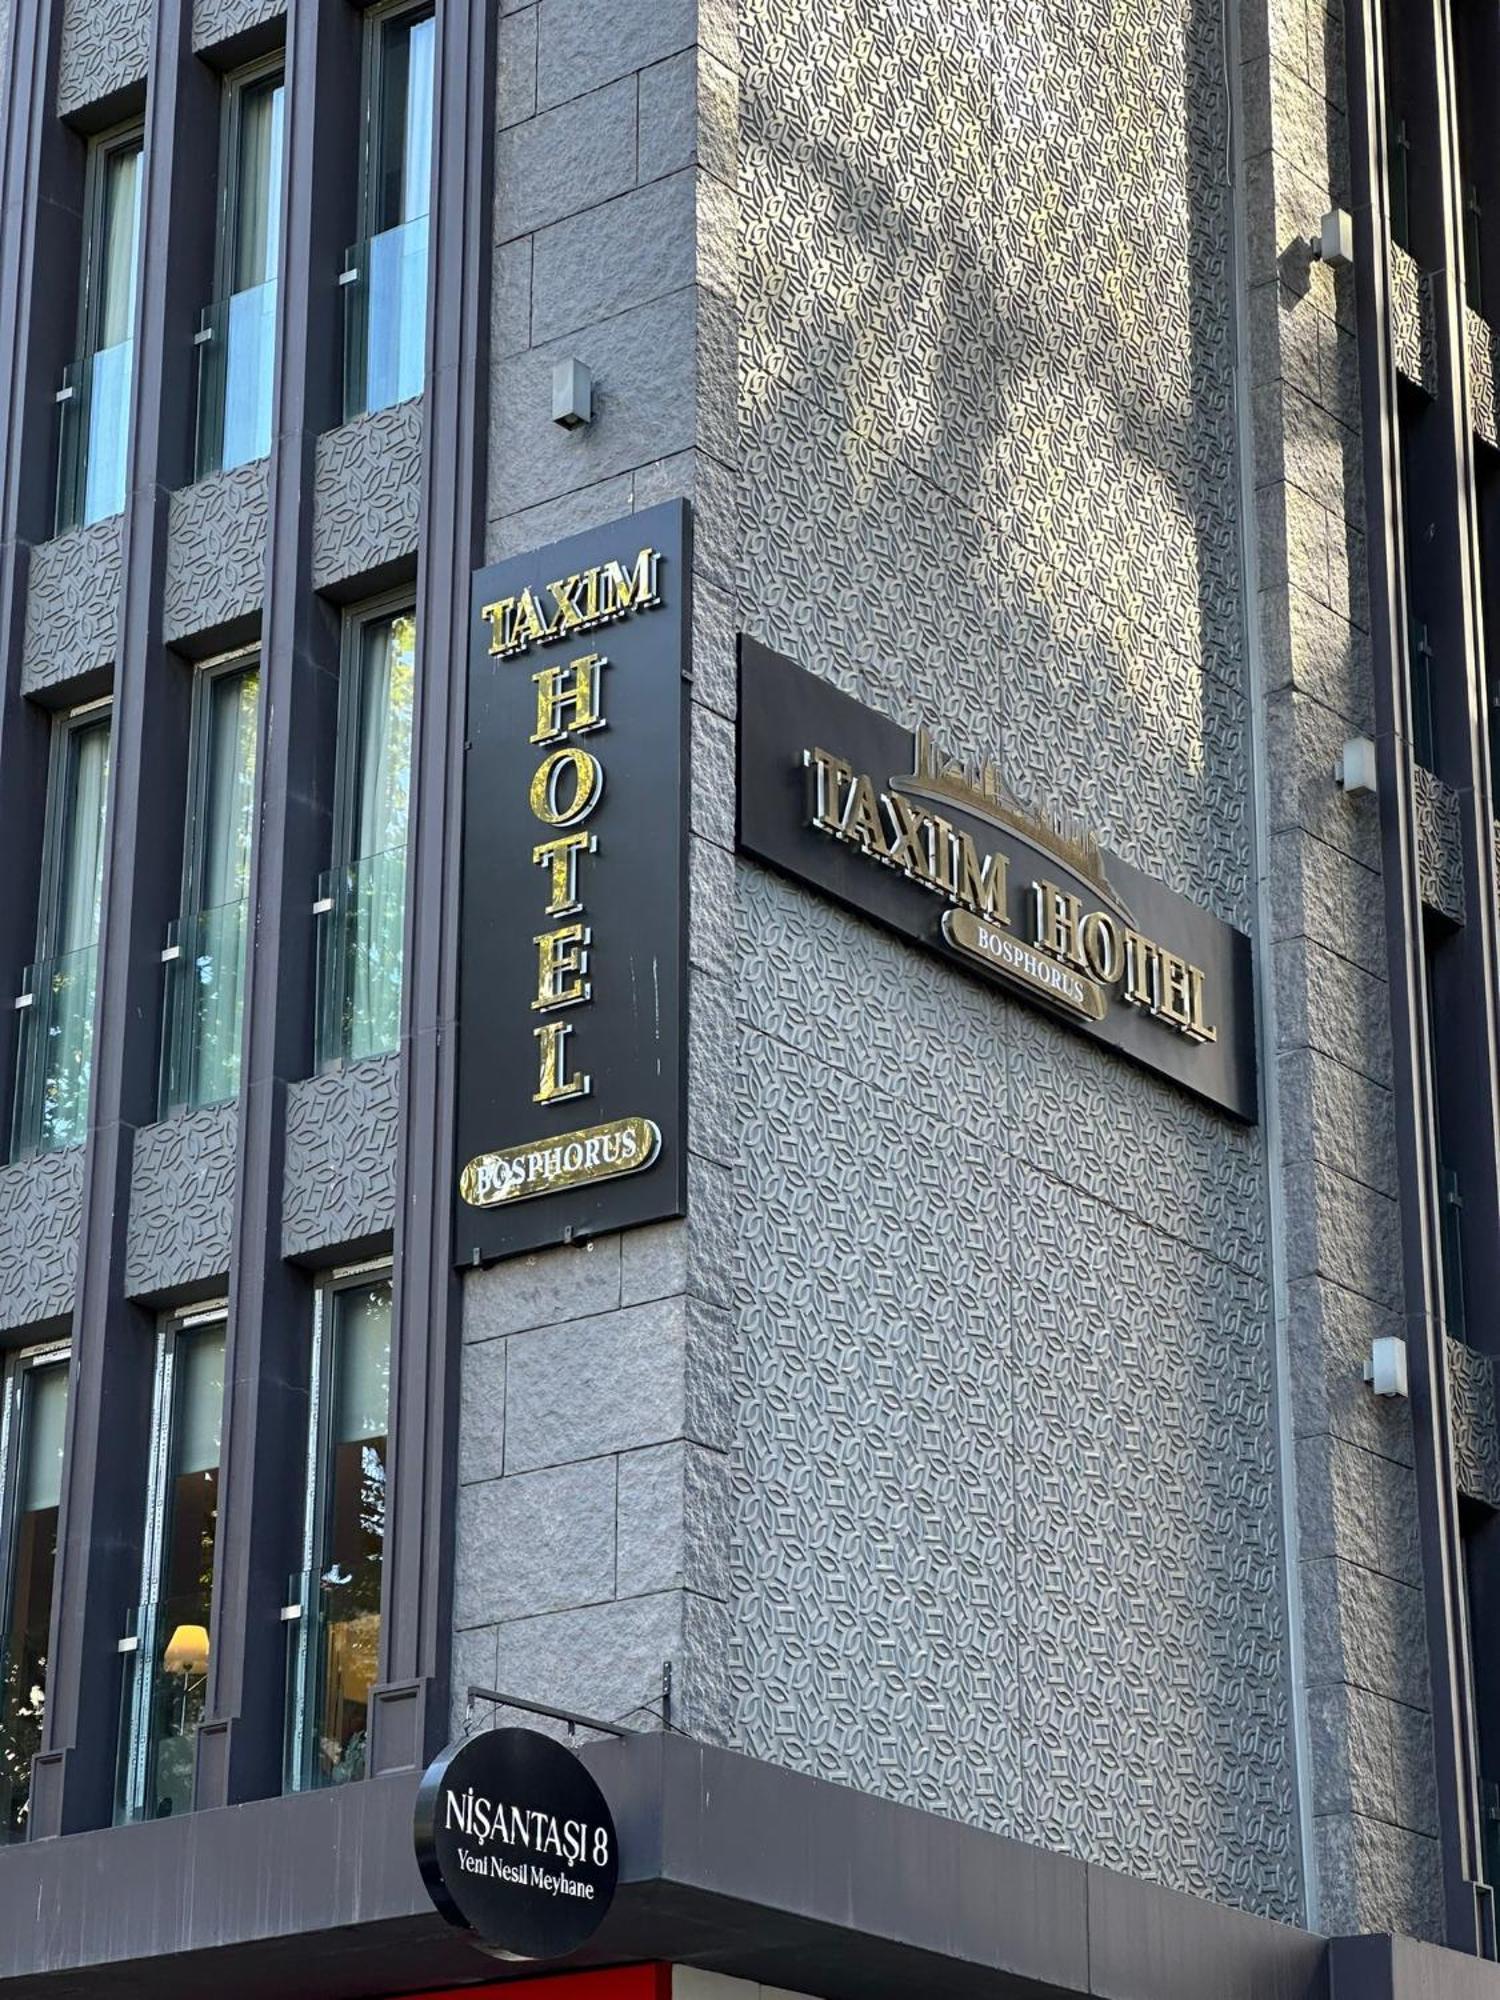 TAXIM
HOTEL
BOSPHORUS
TAXIM HOTEL
BOSPHORUS
NİŞANTAŞI 8
Yeni Nesil Meyhane